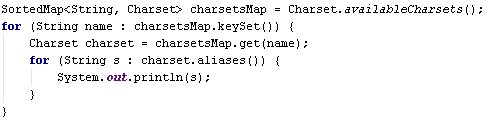 SortedMap<String, Charset> charsetsMap = Charset.availableCharsets();
for (String name : charsetsMap.keySet()) {
    Charset charset = charsetsMap.get(name);
    for (String s : charset.aliases()) {
        System.out.println(s);
    }
}